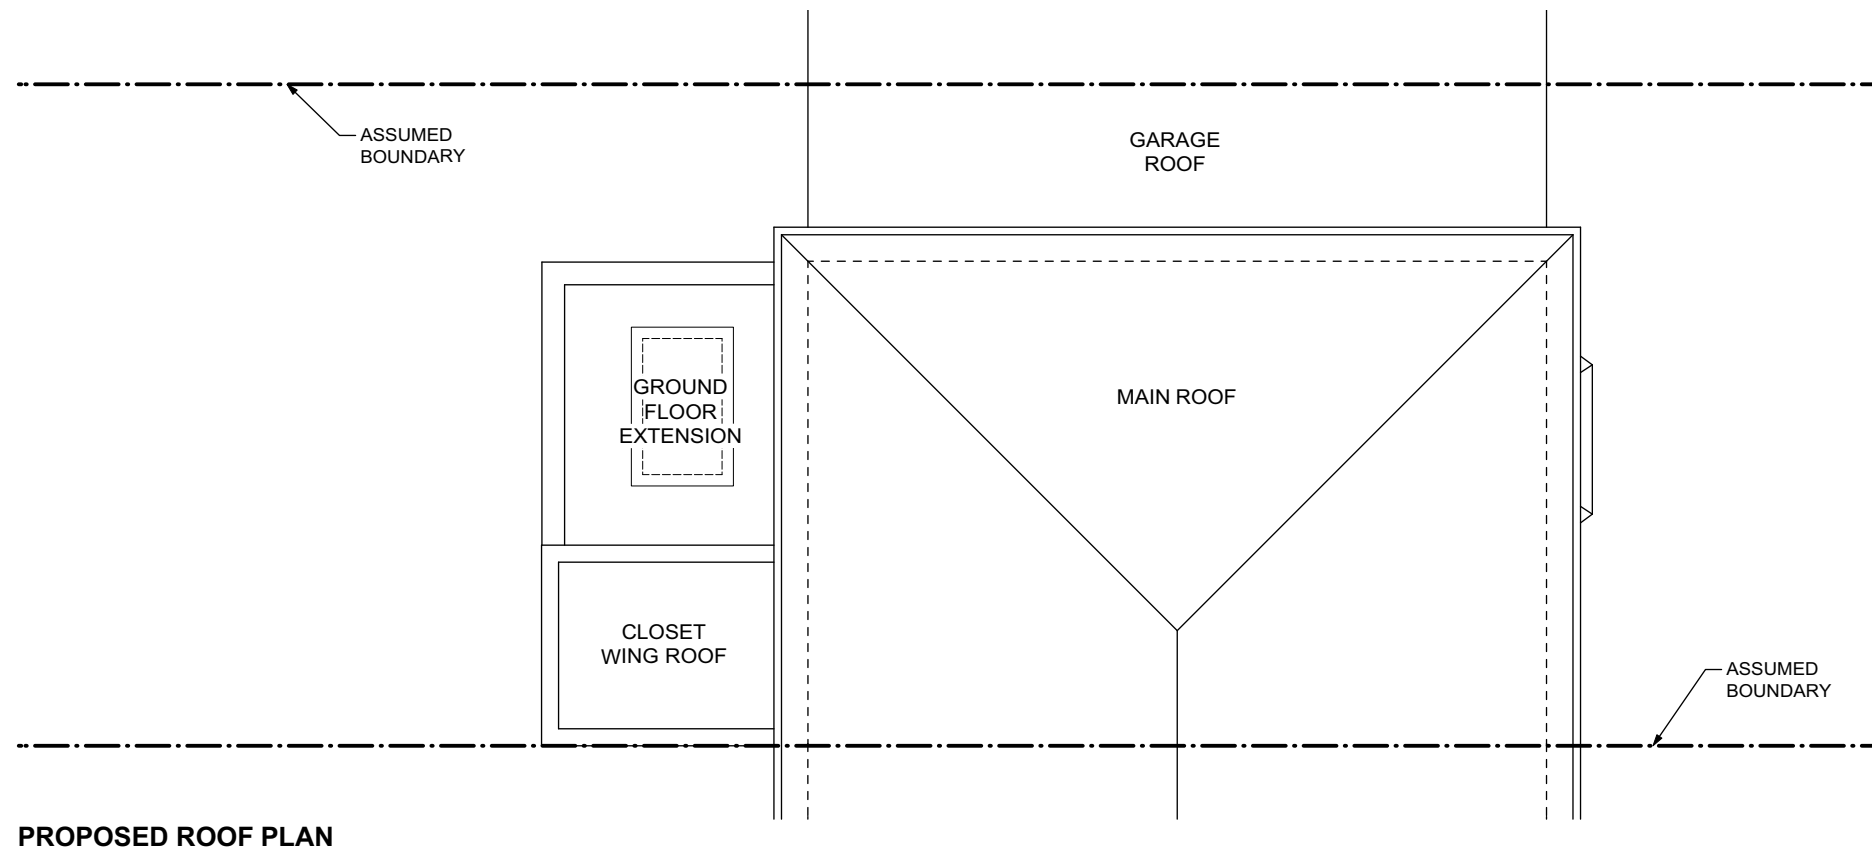 ASSUMED
BOUNDARY
GARAGE
ROOF
GROUND
FLOOR
EXTENSION
MAIN ROOF
CLOSET
WING ROOF
ASSUMED
BOUNDARY
PROPOSED ROOF PLAN